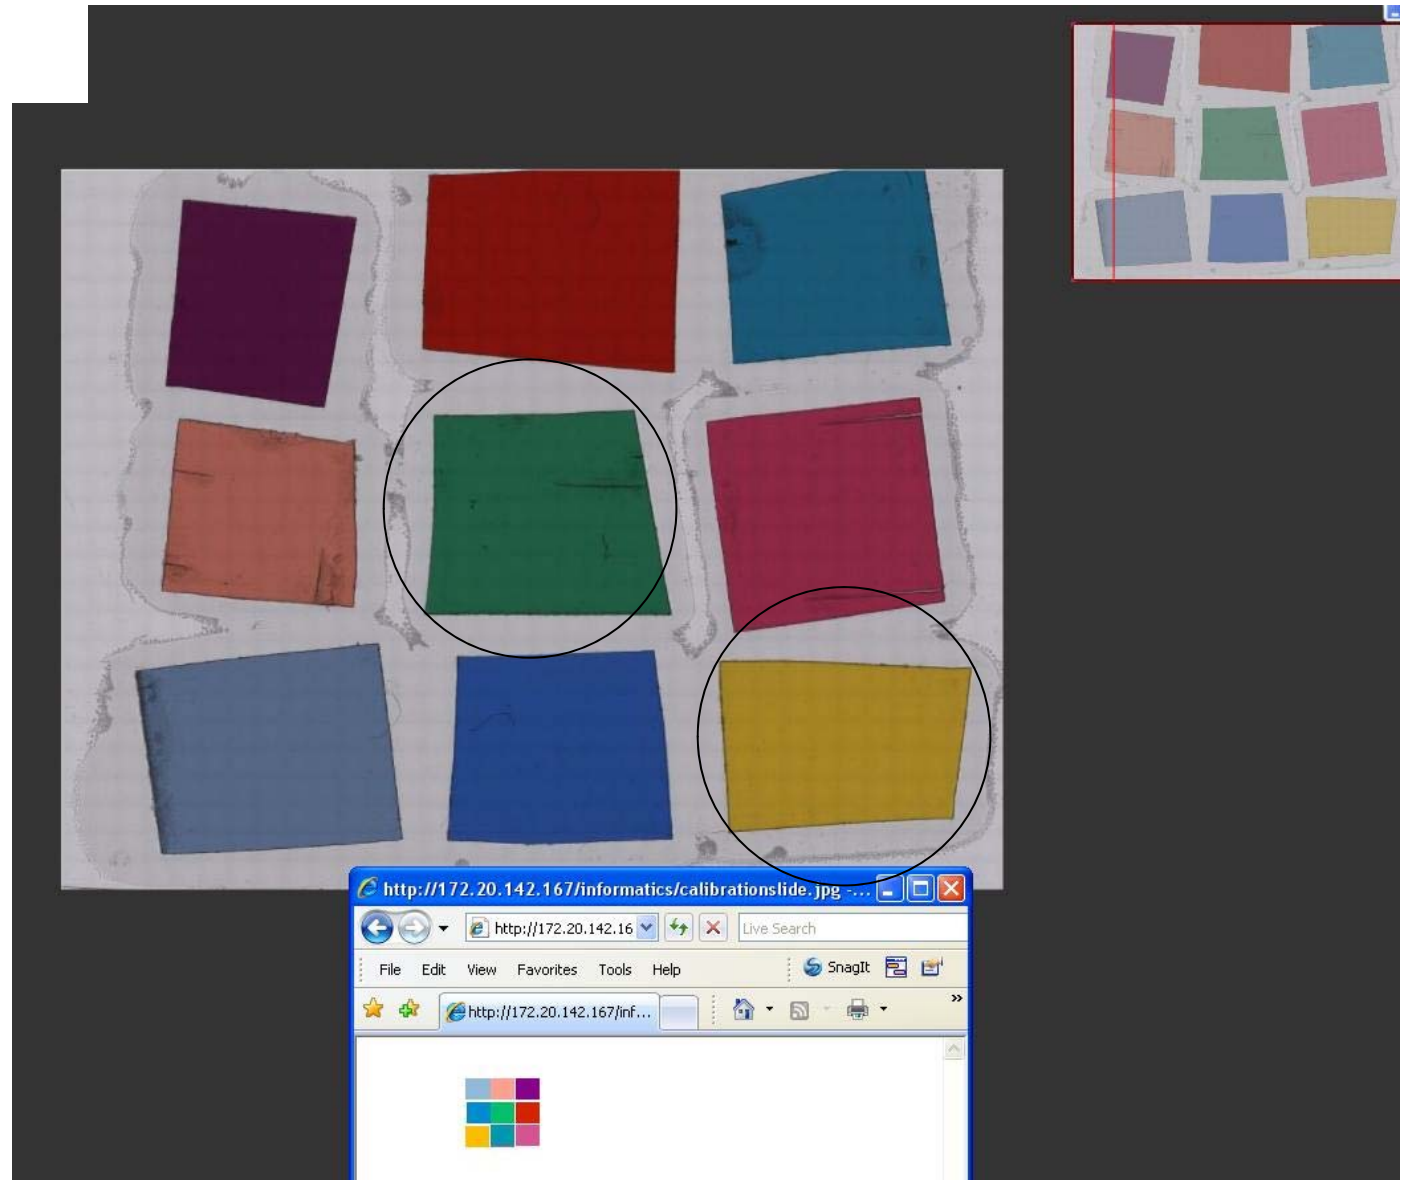 http://172.20.142.167/informatics/calibrationslide.jpg -...
http://172.20.142.16
Live Search
File Edit View Favorites Tools Help
SnagIt
»
http://172.20.142.167/inf...